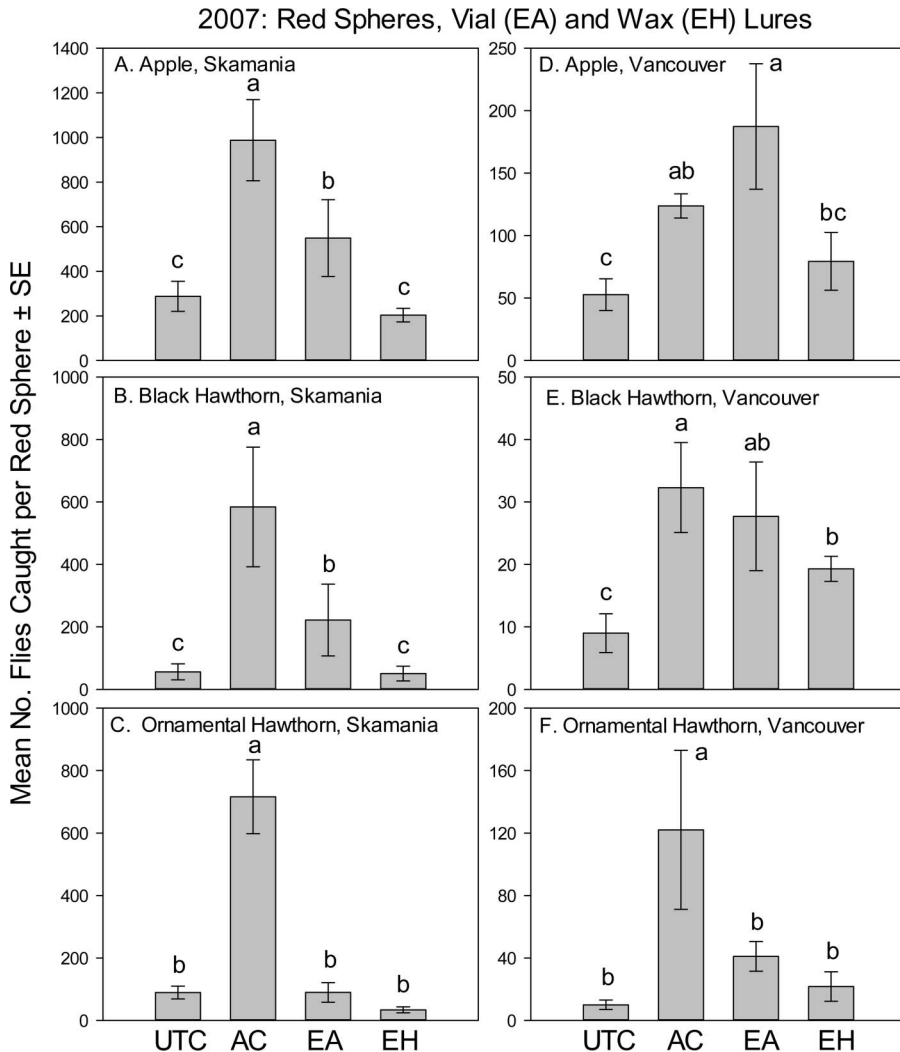 2007: Red Spheres, Vial (EA) and Wax (EH) Lures
Mean No. Flies Caught per Red Sphere ± SE
A. Apple, Skamania
1400
1200
1000
800
600
400
200
0
c
a
b
c
D. Apple, Vancouver
250
200
150
100
50
0
c
ab
a
bc
B. Black Hawthorn, Skamania
1000
800
600
400
200
0
c
a
b
c
E. Black Hawthorn, Vancouver
50
40
30
20
10
0
c
a
ab
b
C. Ornamental Hawthorn, Skamania
1000
800
600
400
200
0
b
a
b
b
UTC AC EA EH
F. Ornamental Hawthorn, Vancouver
200
160
120
80
40
0
b
a
b
b
UTC AC EA EH